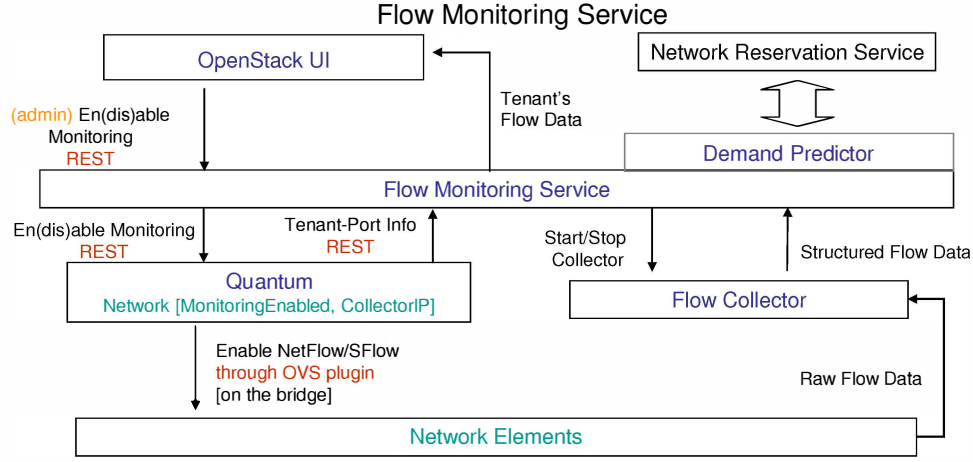 Flow Monitoring Service
OpenStack UI
Network Reservation Service
(admin) En(dis)able
Monitoring
REST
Tenant's
Flow Data
Demand Predictor
Flow Monitoring Service
En(dis)able Monitoring
REST
Tenant-Port Info
REST
Start/Stop
Collector
Structured Flow Data
Quantum
Network [MonitoringEnabled, CollectorIP]
Flow Collector
Enable NetFlow/SFlow
through OVS plugin
[on the bridge]
Raw Flow Data
Network Elements